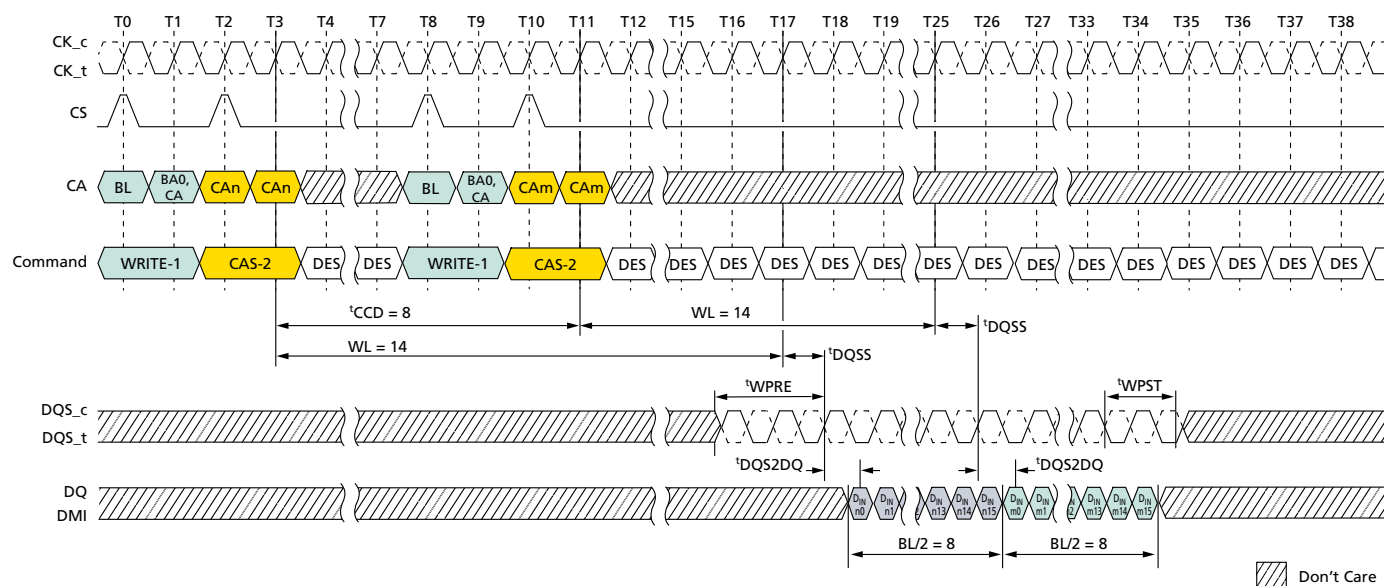 T0 T1 T2 T3 T4 T7 T8 T9 T10 T11 T12 T15 T16 T17 T18 T19 T25 T26 T27 T33 T34 T35 T36 T37 T38
CK_c
CK_t
CS
CA BL BA0, CA CAn CAn BL BA0, CA CAm CAm
Command WRITE-1 CAS-2 DES DES WRITE-1 CAS-2 DES DES DES DES DES DES DES DES DES DES DES DES DES DES DES
tCCD = 8 WL = 14 tDQSS
WL = 14 tDQSS
tWPRE tWPST
DQS_c
DQS_t
tDQS2DQ tDQS2DQ
DQ
DMI
DIN n0 DIN n1 DIN n13 DIN n14 DIN n15 DIN m0 DIN m1 DIN m13 DIN m14 DIN m15
BL/2 = 8 BL/2 = 8
Don't Care